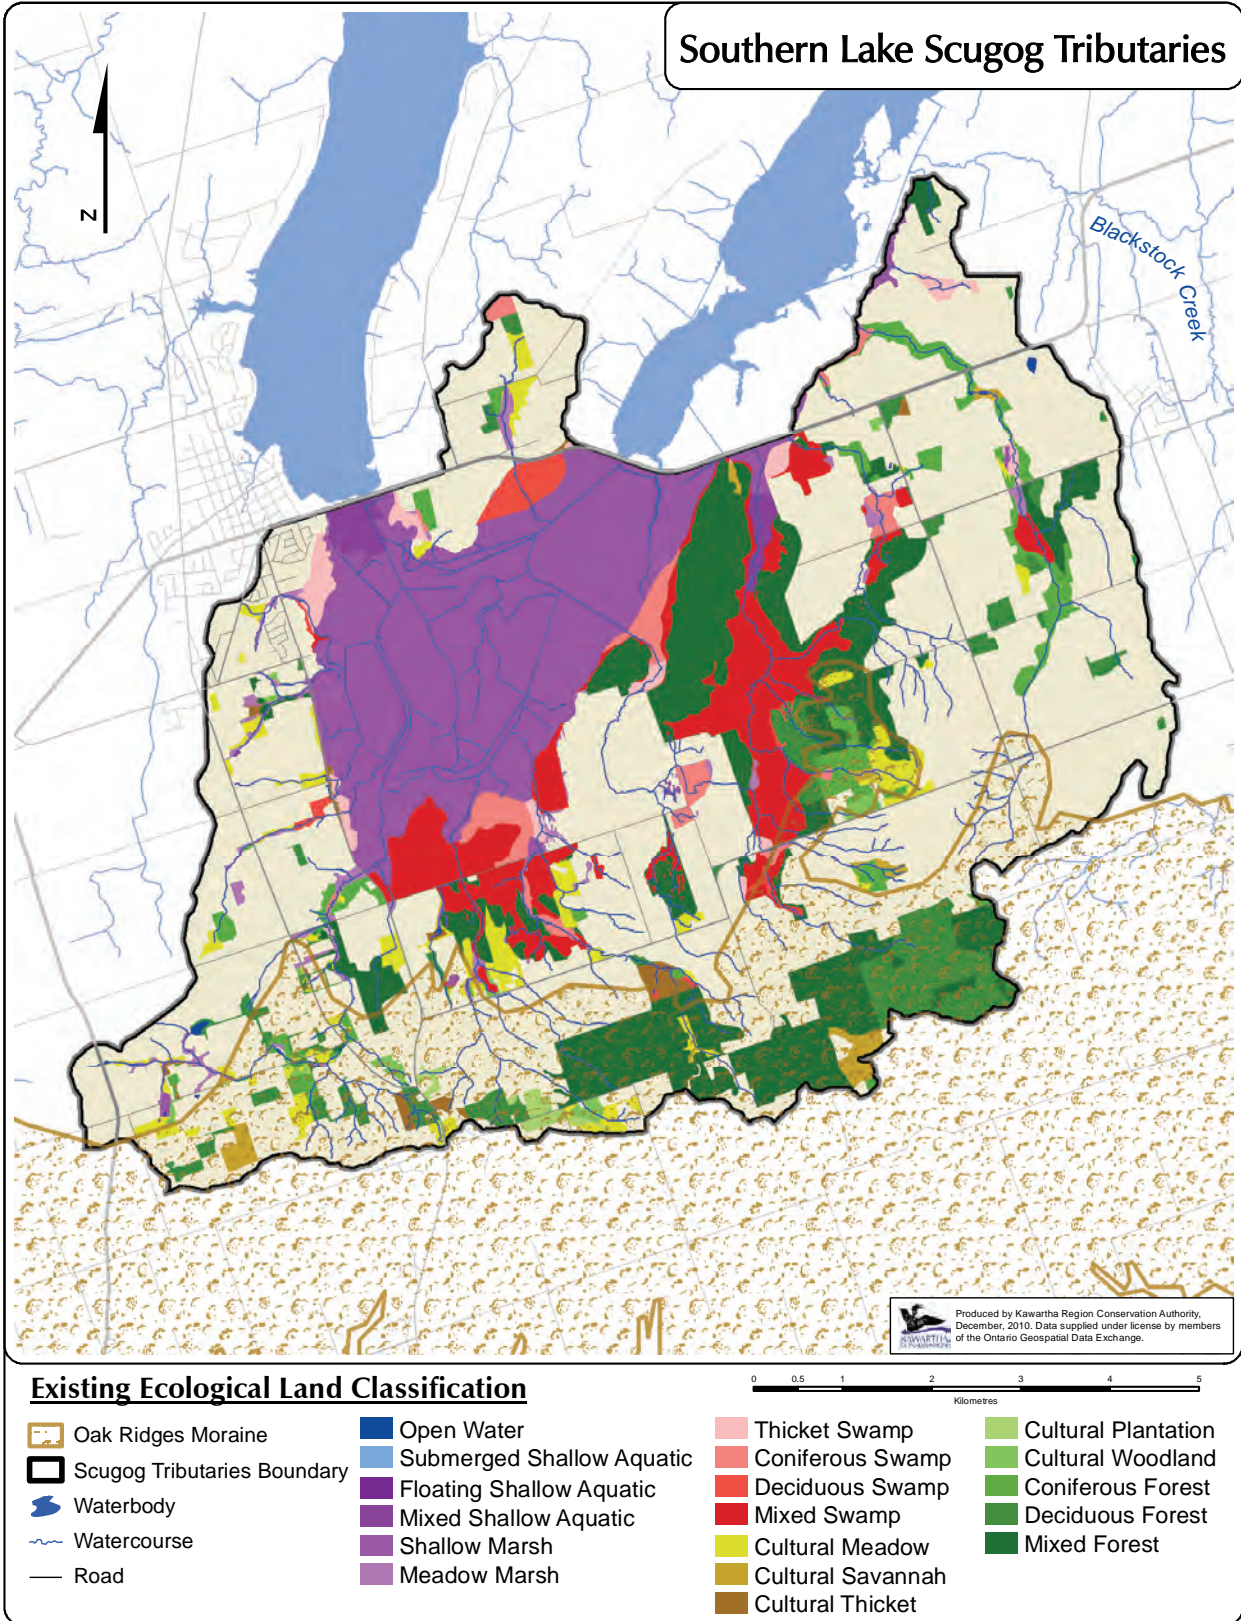 Southern Lake Scugog Tributaries
N
Blackstock
Creek
Produced by Kawartha Region Conservation Authority,
December, 2010. Data supplied under license by members
of the Ontario Geospatial Data Exchange.
KAWARTHA
Existing Ecological Land Classification
0 0.5 1 2 3 4 5
Kilometres
Oak Ridges Moraine
Scugog Tributaries Boundary
Waterbody
Watercourse
Road
Open Water
Submerged Shallow Aquatic
Floating Shallow Aquatic
Mixed Shallow Aquatic
Shallow Marsh
Meadow Marsh
Thicket Swamp
Coniferous Swamp
Deciduous Swamp
Mixed Swamp
Cultural Meadow
Cultural Savannah
Cultural Thicket
Cultural Plantation
Cultural Woodland
Coniferous Forest
Deciduous Forest
Mixed Forest